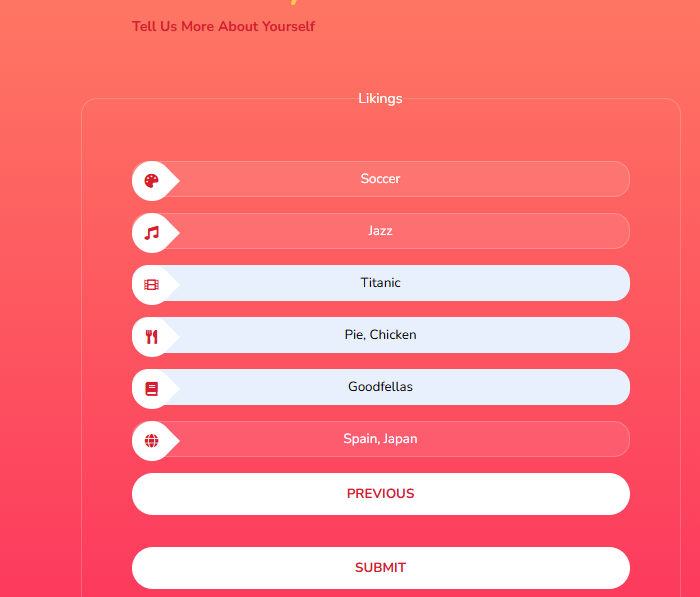 Tell Us More About Yourself
Likings
Soccer
Jazz
Titanic
Pie, Chicken
Goodfellas
Spain, Japan
PREVIOUS
SUBMIT